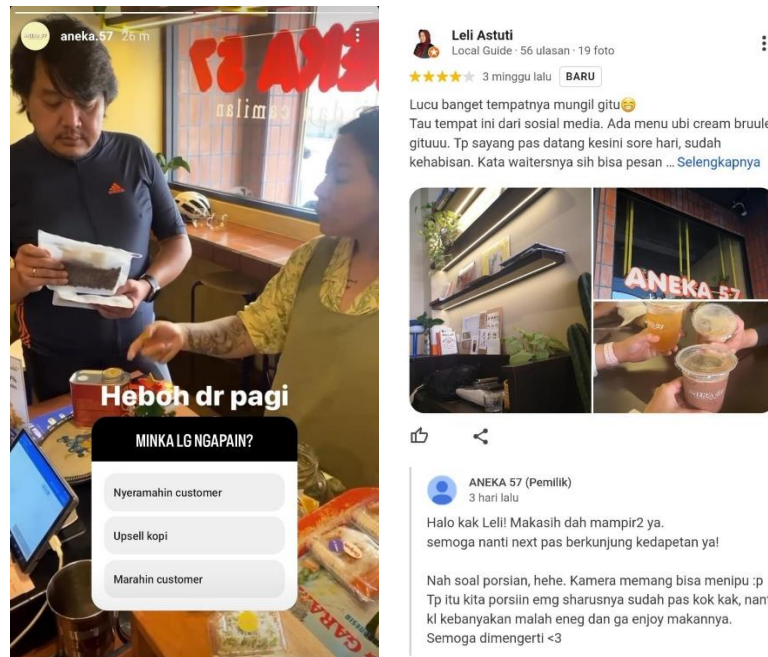 aneka.57 26 m
ANEKA 57
Heboh dr pagi
MINKA LG NGAPAIN?
Nyeramahin customer
Upsell kopi
Marahin customer
Leli Astuti
Local Guide · 56 ulasan · 19 foto
3 minggu lalu BARU
Lucu banget tempatnya mungil gitu😁
Tau tempat ini dari sosial media. Ada menu ubi cream bruule
gituuu. Tp sayang pas datang kesini sore hari, sudah
kehabisan. Kata waitersnya sih bisa pesan ... Selengkapnya
ANEKA 57
ANEKA 57 (Pemilik)
3 hari lalu
Halo kak Leli! Makasih dah mampir2 ya.
semoga nanti next pas berkunjung kedapetan ya!
Nah soal porsian, hehe. Kamera memang bisa menipu :p
Tp itu kita porsiin emg sharusnya sudah pas kok kak, nant
kl kebanyakan malah eneg dan ga enjoy makannya.
Semoga dimengerti <3